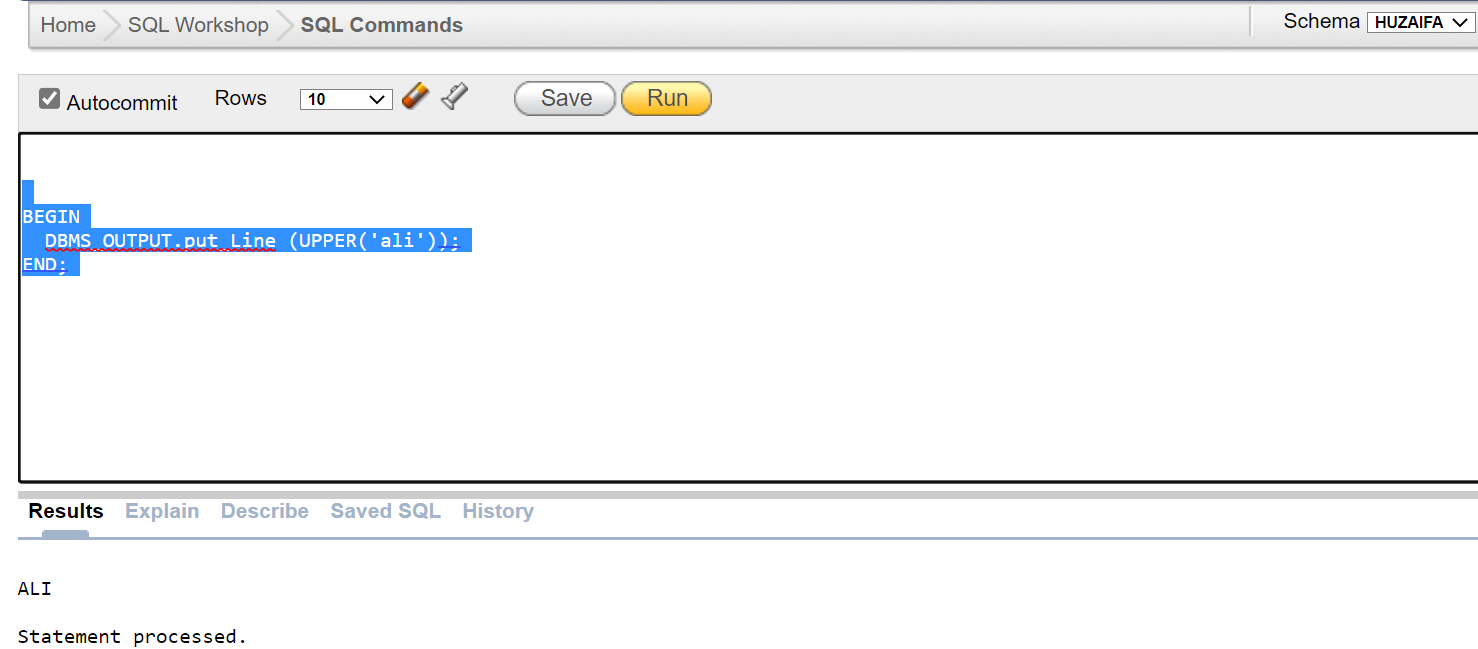 Home SQL Workshop SQL Commands Schema HUZAIFA
Autocommit Rows 10 Save Run
BEGIN
DBMS_OUTPUT.put_Line (UPPER('ali'));
END;
Results Explain Describe Saved SQL History
ALI
Statement processed.